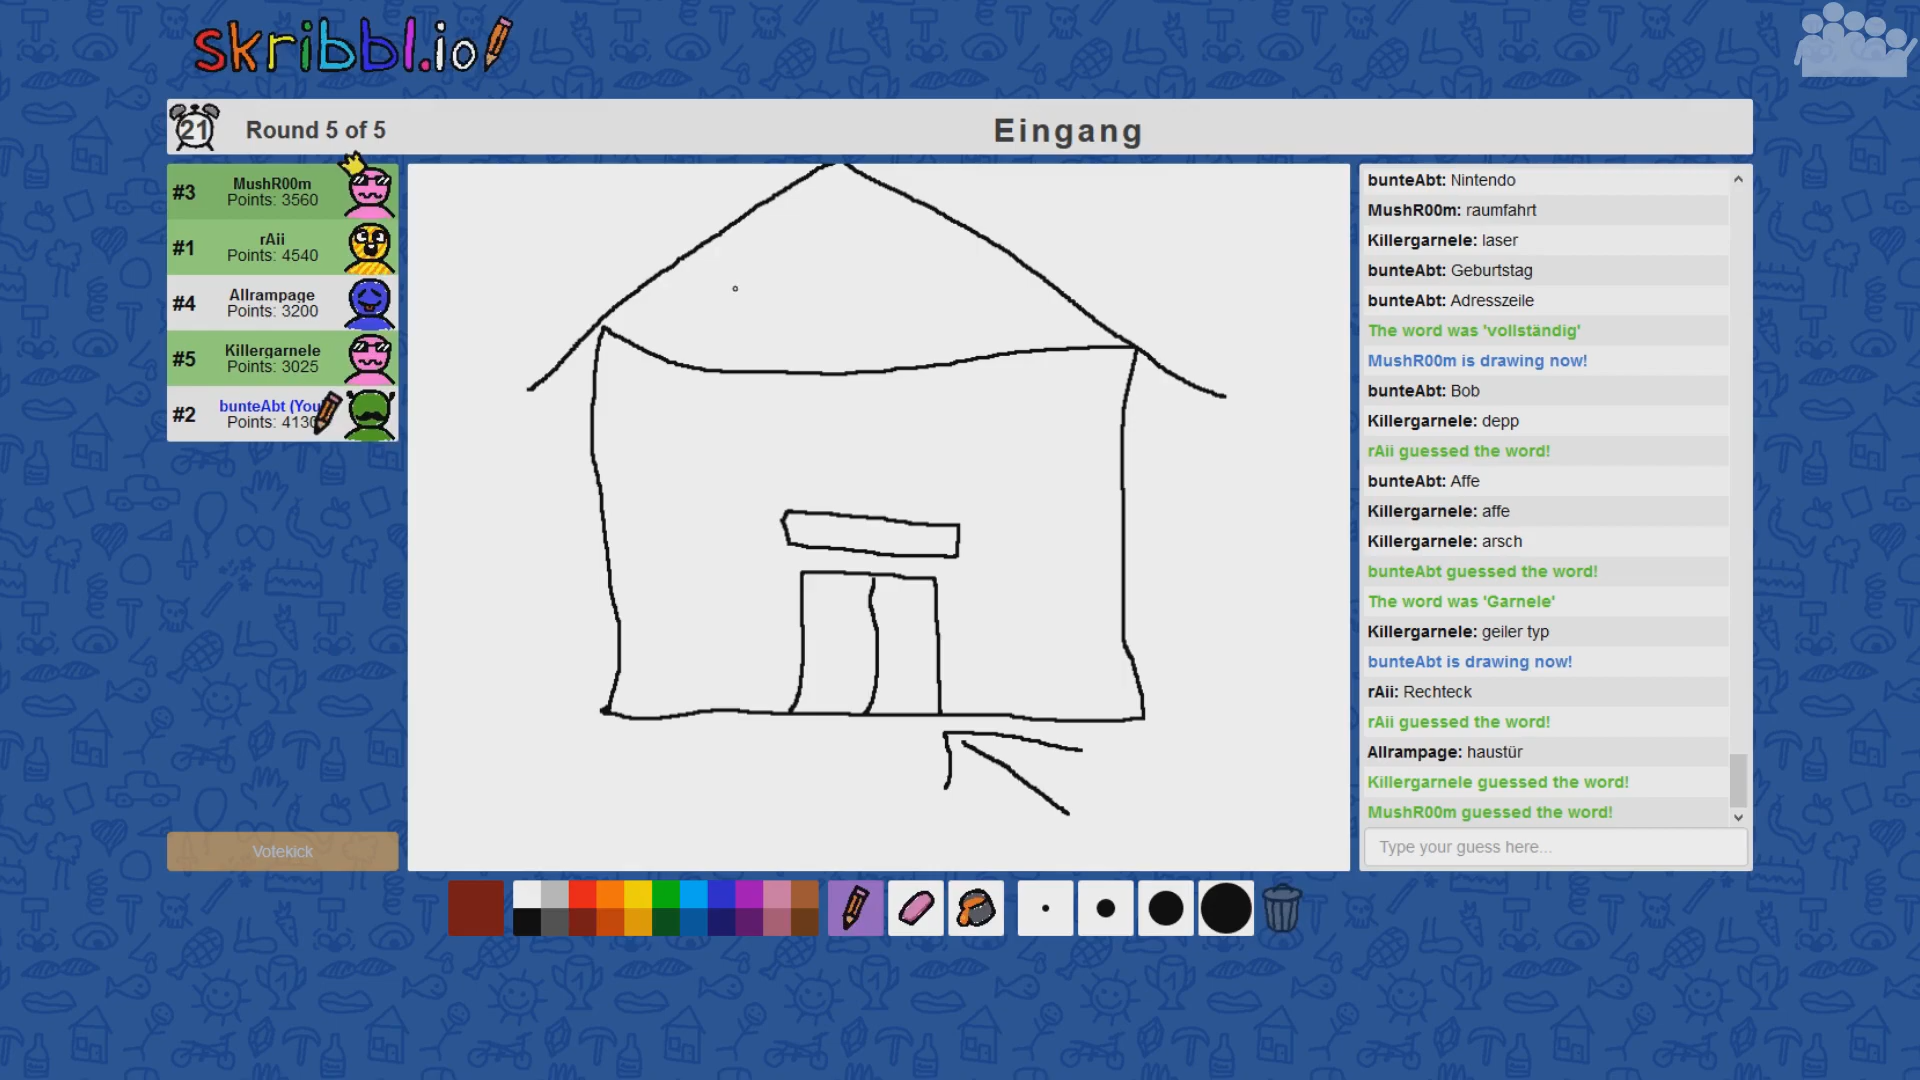 skribbl.io
21
Round 5 of 5
Eingang
#3
MushR00m
Points: 3560
#1
rAii
Points: 4540
#4
Allrampage
Points: 3200
#5
Killergarnele
Points: 3025
#2
bunteAbt (You
Points: 4130
Votekick
bunteAbt: Nintendo
MushR00m: raumfahrt
Killergarnele: laser
bunteAbt: Geburtstag
bunteAbt: Adresszeile
The word was 'vollständig'
MushR00m is drawing now!
bunteAbt: Bob
Killergarnele: depp
rAii guessed the word!
bunteAbt: Affe
Killergarnele: affe
Killergarnele: arsch
bunteAbt guessed the word!
The word was 'Garnele'
Killergarnele: geiler typ
bunteAbt is drawing now!
rAii: Rechteck
rAii guessed the word!
Allrampage: haustür
Killergarnele guessed the word!
MushR00m guessed the word!
Type your guess here...